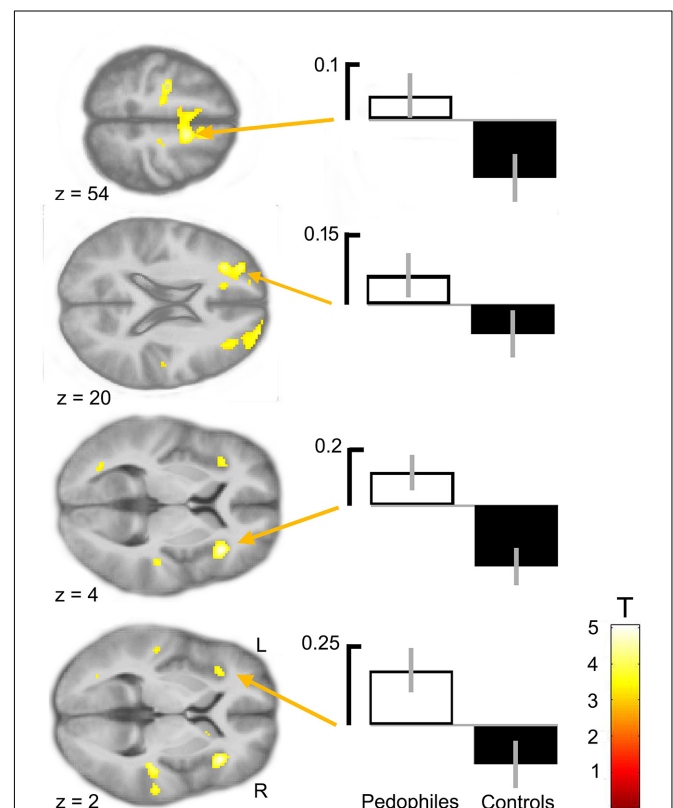 0.1
z = 54
0.15
z = 20
0.2
z = 4
0.25
L
T
5
4
3
2
1
R
z = 2
Pedophiles Controls